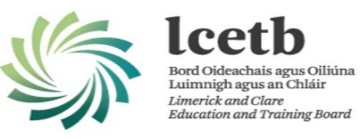 lcetb
Bord Oideachais agus Oiliúna
Luimnigh agus an Chláir
Limerick and Clare
Education and Training Board